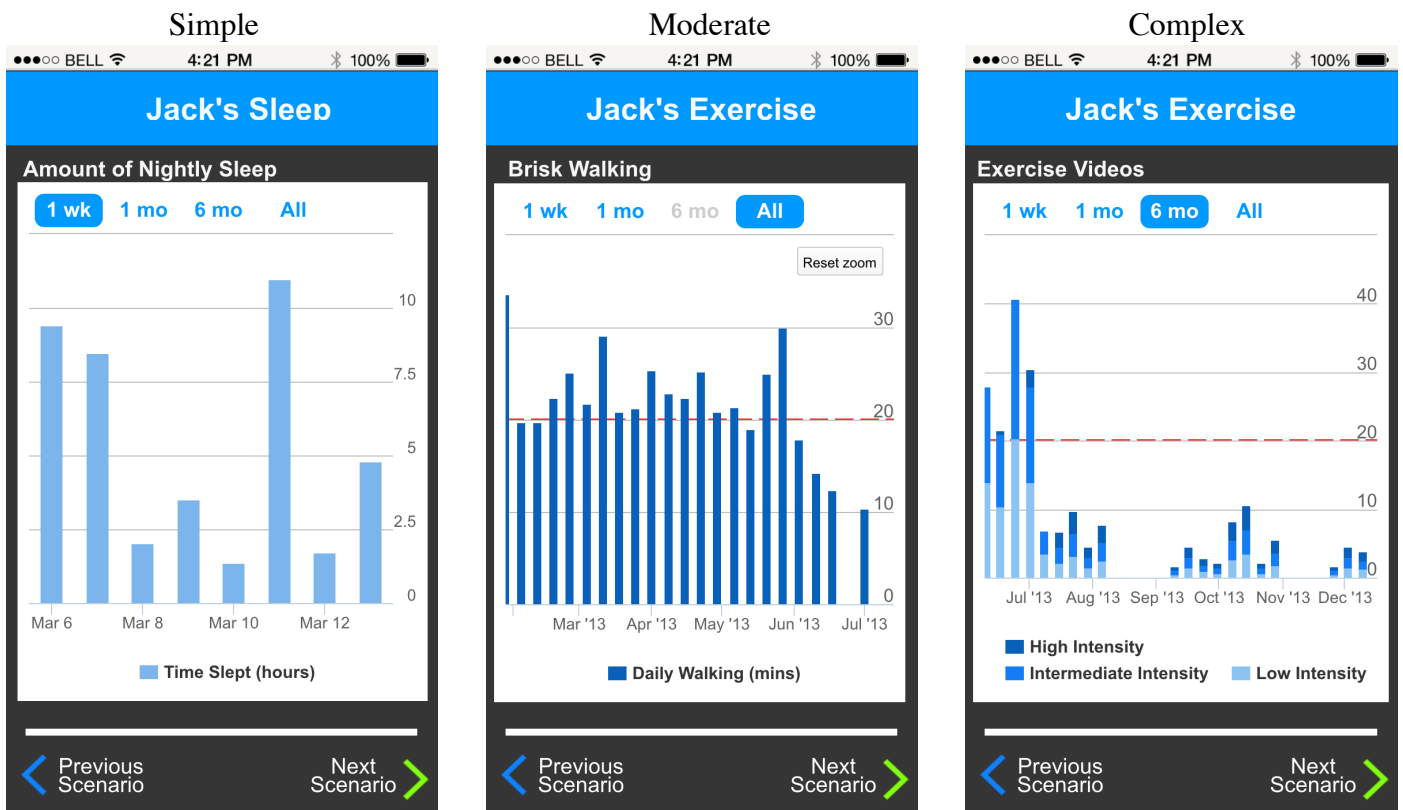 Simple
BELL 4:21 PM 100%
Jack's Sleep
Amount of Nightly Sleep
1 wk 1 mo 6 mo All
10
7.5
5
2.5
0
Mar 6 Mar 8 Mar 10 Mar 12
Time Slept (hours)
Previous Scenario
Next Scenario
Moderate
BELL 4:21 PM 100%
Jack's Exercise
Brisk Walking
1 wk 1 mo 6 mo All
Reset zoom
30
20
10
0
Mar '13 Apr '13 May '13 Jun '13 Jul '13
Daily Walking (mins)
Previous Scenario
Next Scenario
Complex
BELL 4:21 PM 100%
Jack's Exercise
Exercise Videos
1 wk 1 mo 6 mo All
40
30
20
10
0
Jul '13 Aug '13 Sep '13 Oct '13 Nov '13 Dec '13
High Intensity
Intermediate Intensity Low Intensity
Previous Scenario
Next Scenario